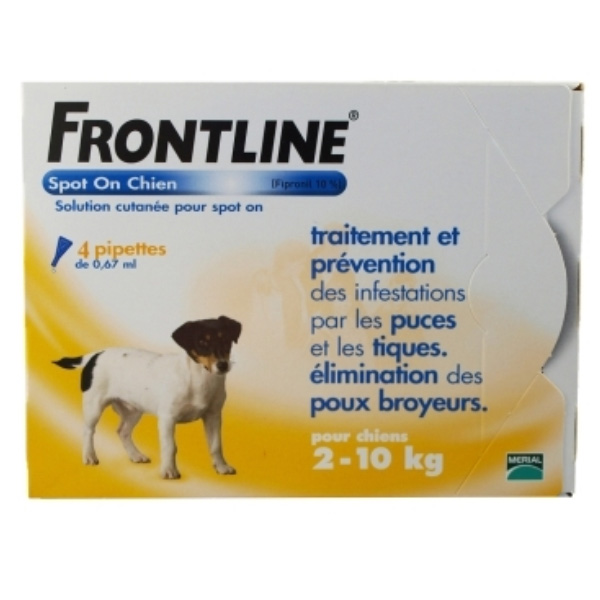 FRONTLINE®
Spot On Chien
(Fipronil 10 %)
Solution cutanée pour spot on
4 pipettes
de 0,67 ml
traitement et
prévention
des infestations
par les puces
et les tiques.
élimination des
poux broyeurs.
pour chiens
2 - 10 kg
MERIAL